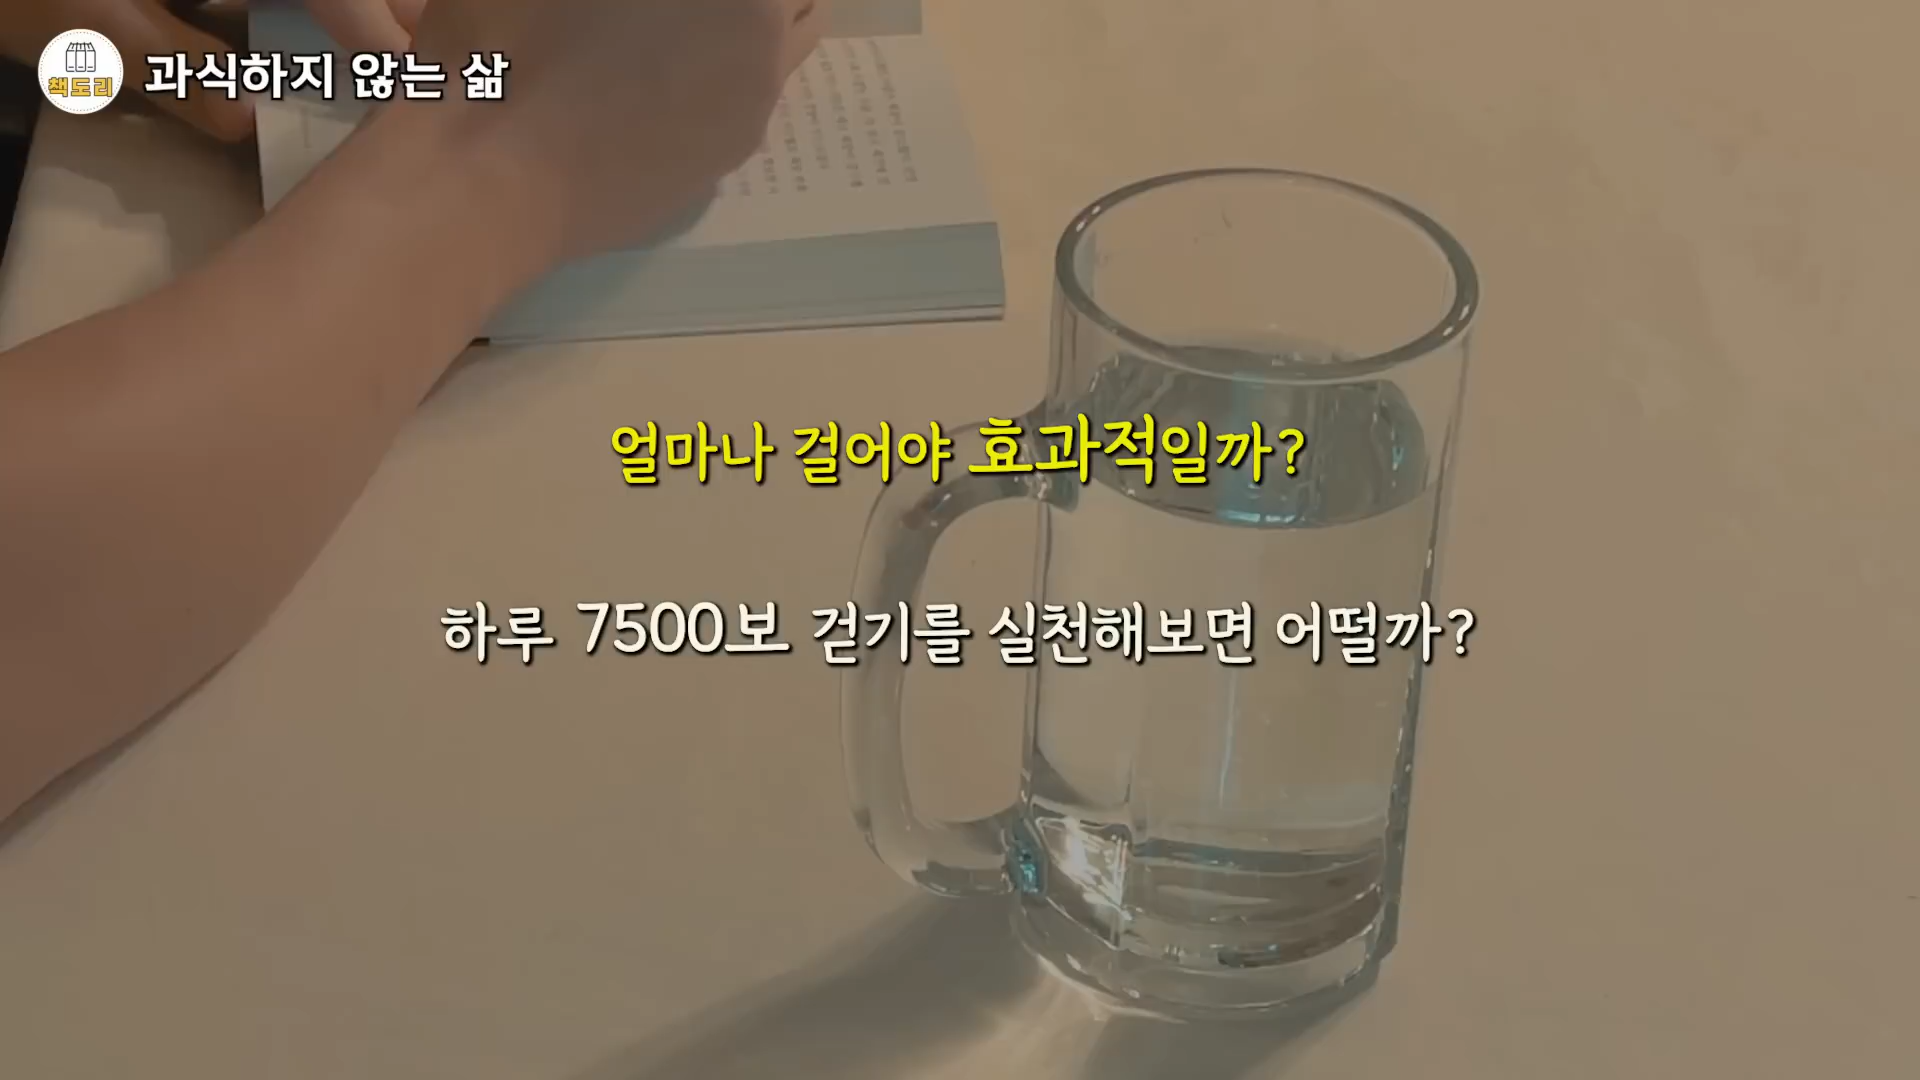 책도리
과식하지 않는 삶
얼마나 걸어야 효과적일까?
하루 7500보 걷기를 실천해보면 어떨까?